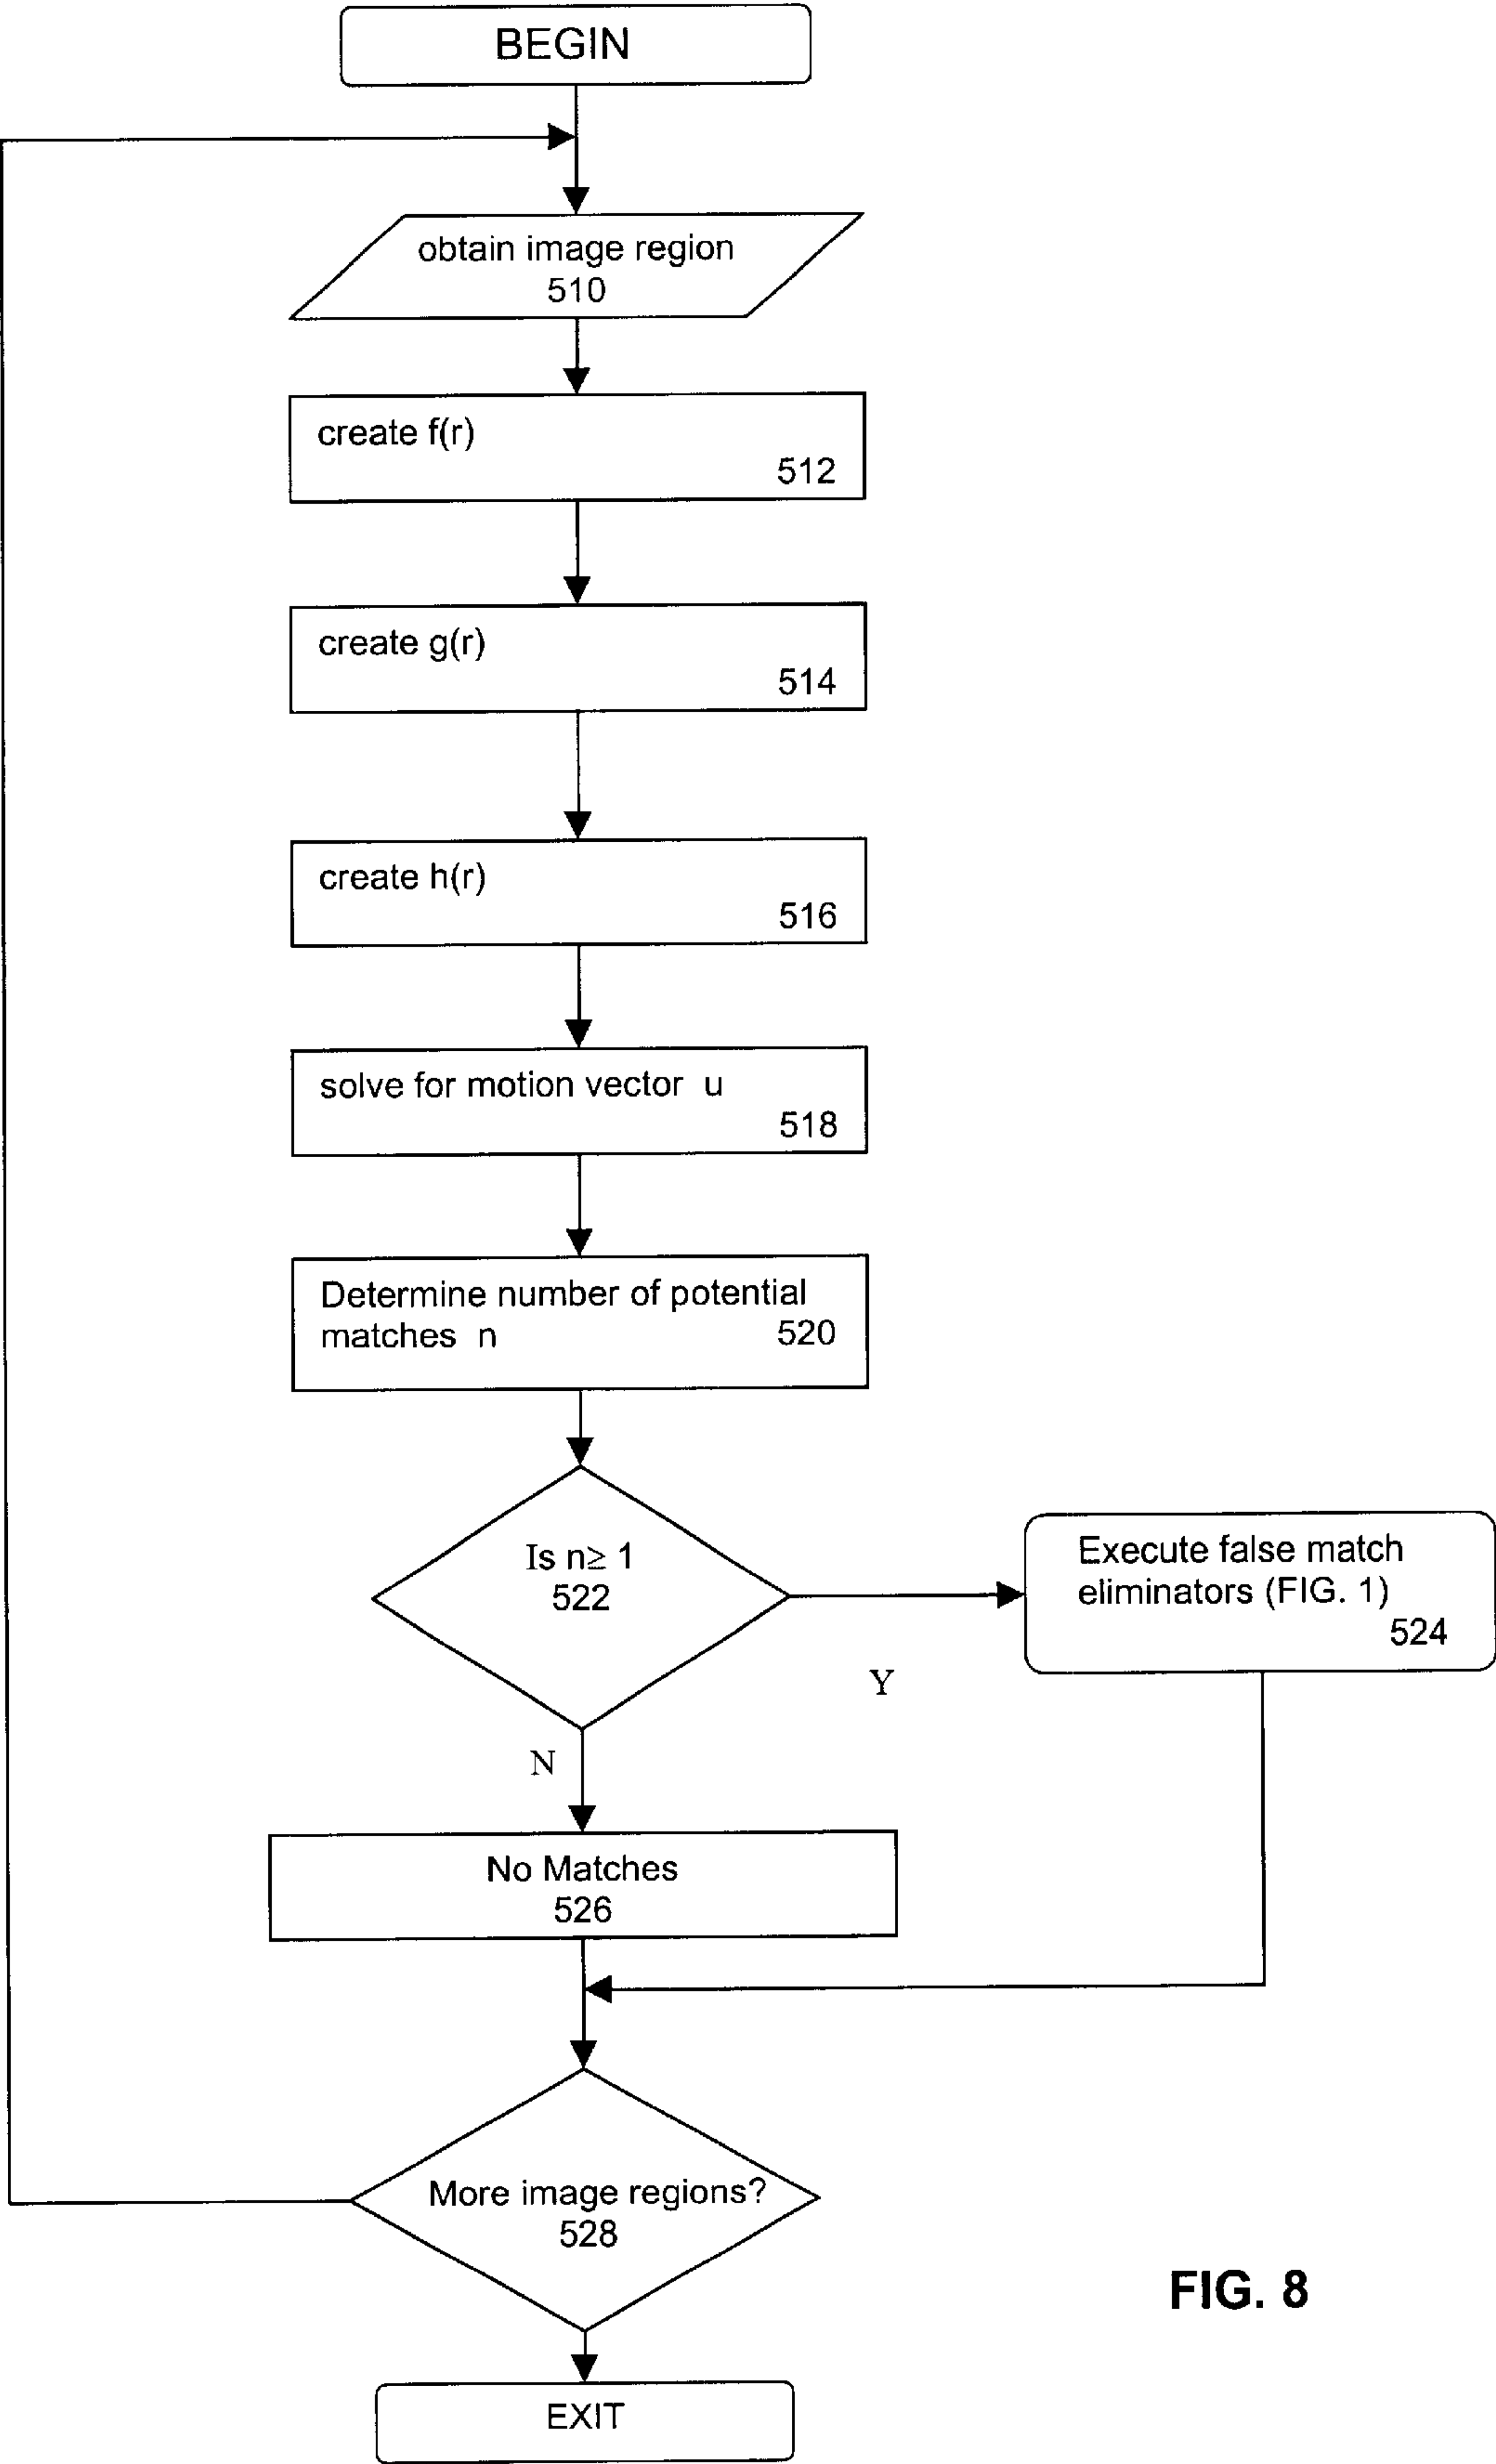 BEGIN
obtain image region
510
create f(r)
512
create g(r)
514
create h(r)
516
solve for motion vector u
518
Determine number of potential
matches n 520
Is n≥ 1
522
Execute false match
eliminators (FIG. 1)
524
Y
N
No Matches
526
More image regions?
528
FIG. 8
EXIT